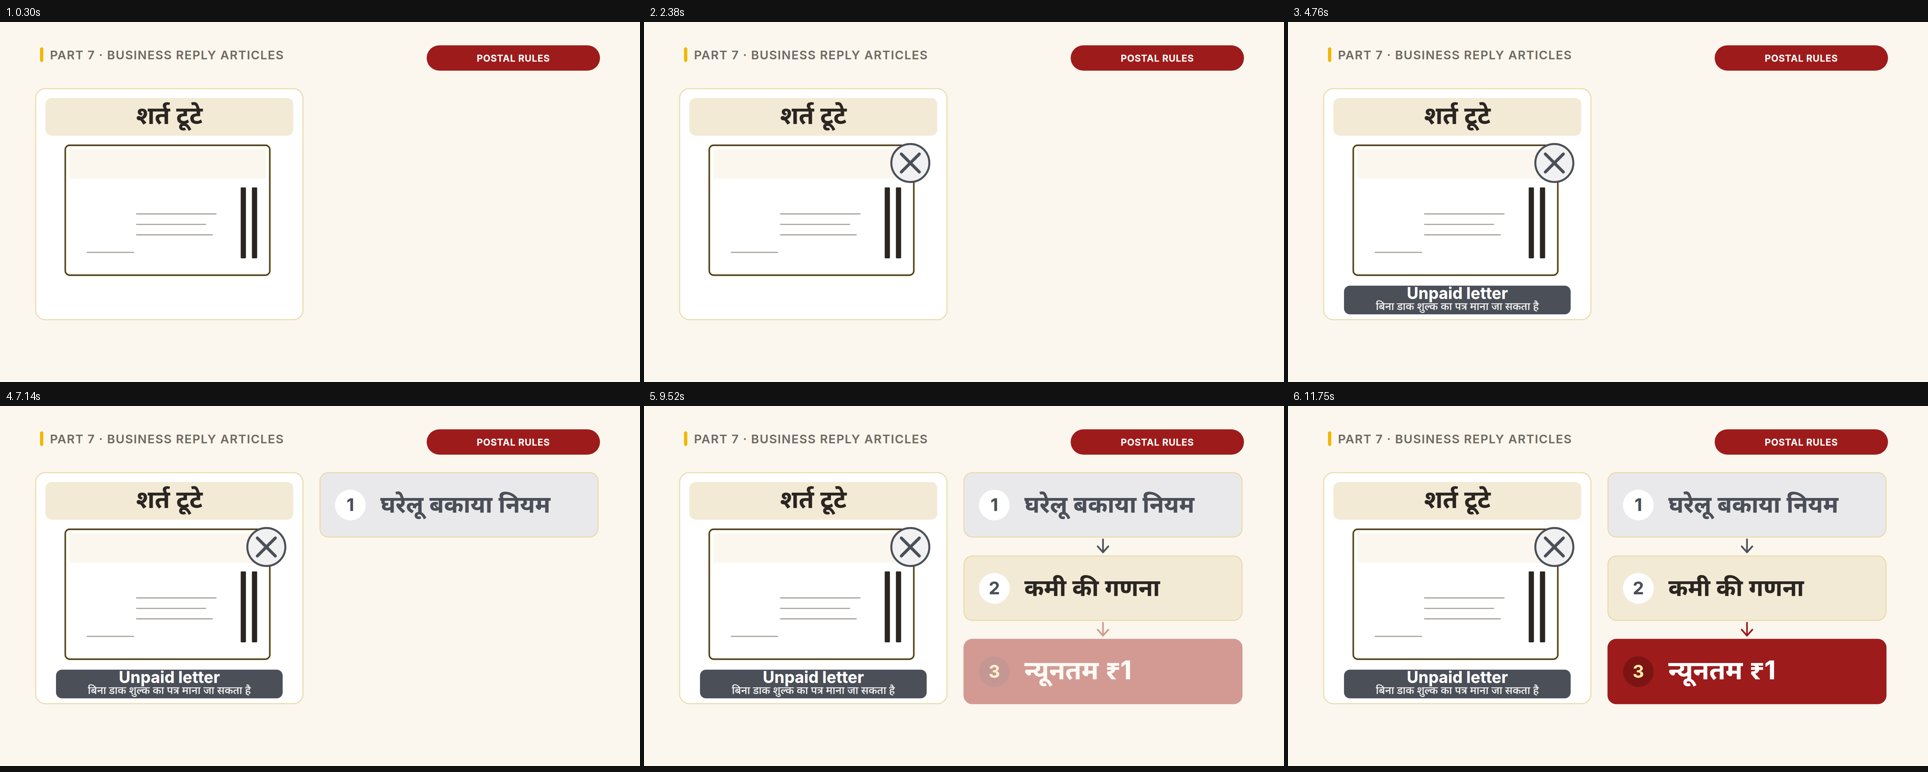 1. 0.30s
PART 7 · BUSINESS REPLY ARTICLES
POSTAL RULES
शर्त टूटे
2. 2.38s
PART 7 · BUSINESS REPLY ARTICLES
POSTAL RULES
शर्त टूटे
3. 4.76s
PART 7 · BUSINESS REPLY ARTICLES
POSTAL RULES
शर्त टूटे
Unpaid letter
बिना डाक शुल्क का पत्र माना जा सकता है
4. 7.14s
PART 7 · BUSINESS REPLY ARTICLES
POSTAL RULES
शर्त टूटे
Unpaid letter
बिना डाक शुल्क का पत्र माना जा सकता है
1 घरेलू बकाया नियम
5. 9.52s
PART 7 · BUSINESS REPLY ARTICLES
POSTAL RULES
शर्त टूटे
Unpaid letter
बिना डाक शुल्क का पत्र माना जा सकता है
1 घरेलू बकाया नियम
2 कमी की गणना
3 न्यूनतम ₹1
6. 11.75s
PART 7 · BUSINESS REPLY ARTICLES
POSTAL RULES
शर्त टूटे
Unpaid letter
बिना डाक शुल्क का पत्र माना जा सकता है
1 घरेलू बकाया नियम
2 कमी की गणना
3 न्यूनतम ₹1